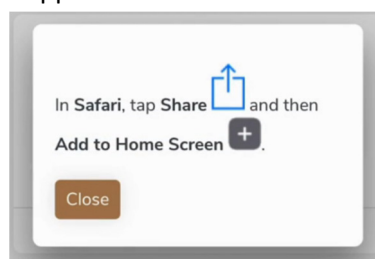 In Safari, tap Share and then
Add to Home Screen.
Close